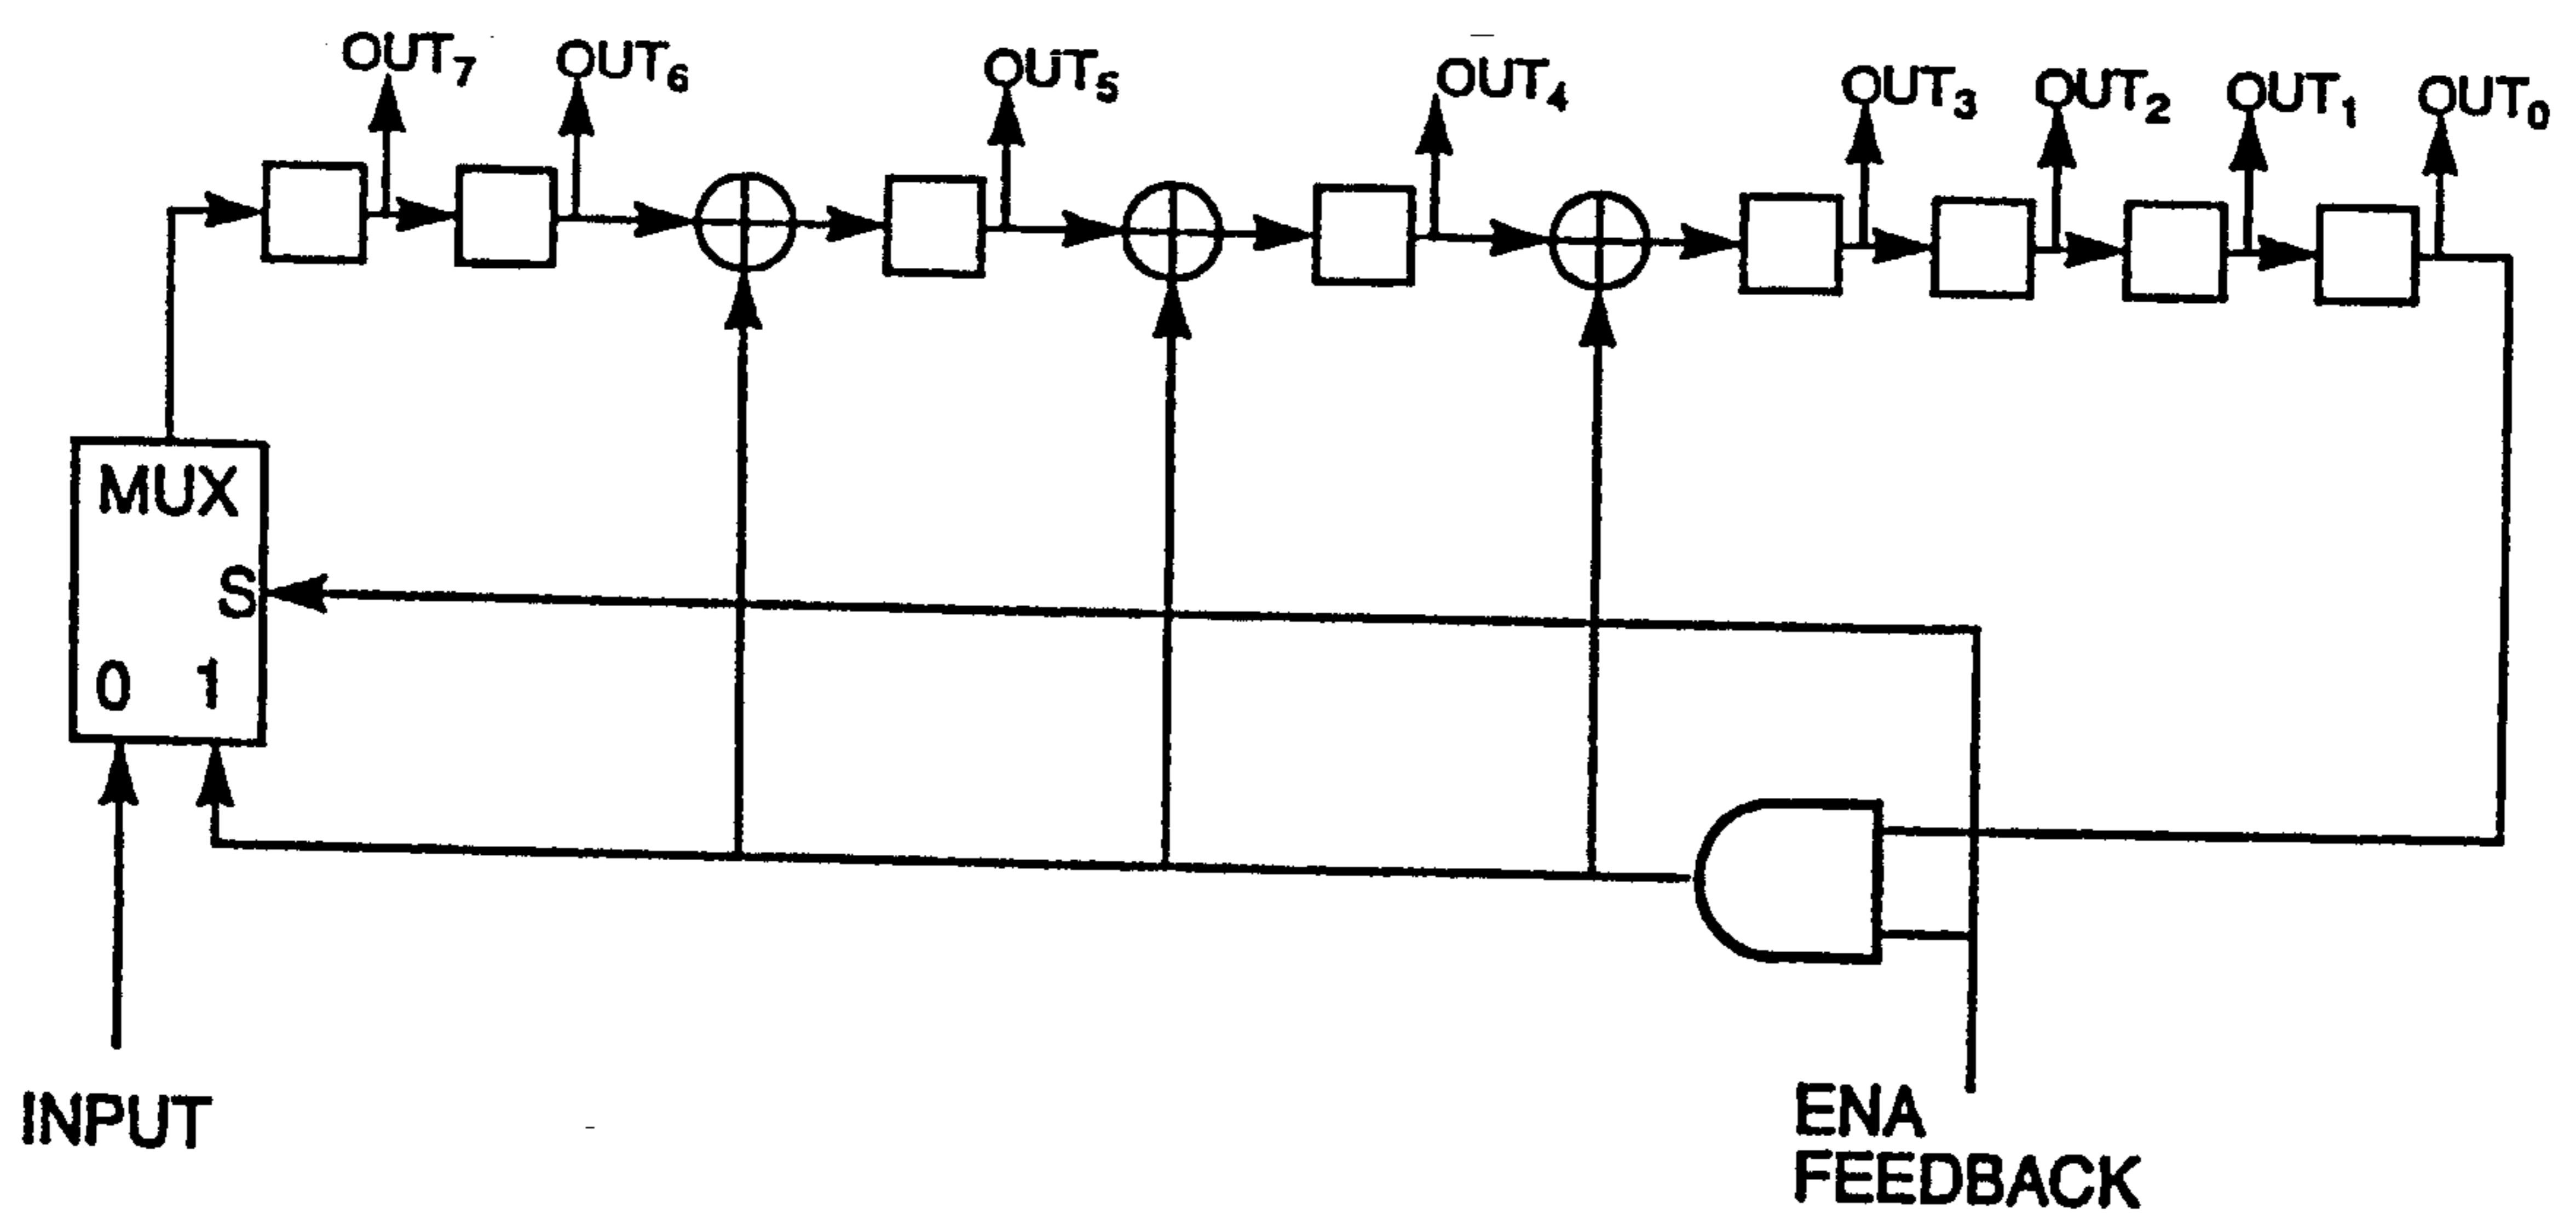 OUT₇ OUT₆ OUT₅ OUT₄ OUT₃ OUT₂ OUT₁ OUT₀
MUX
S
0 1
INPUT
ENA
FEEDBACK